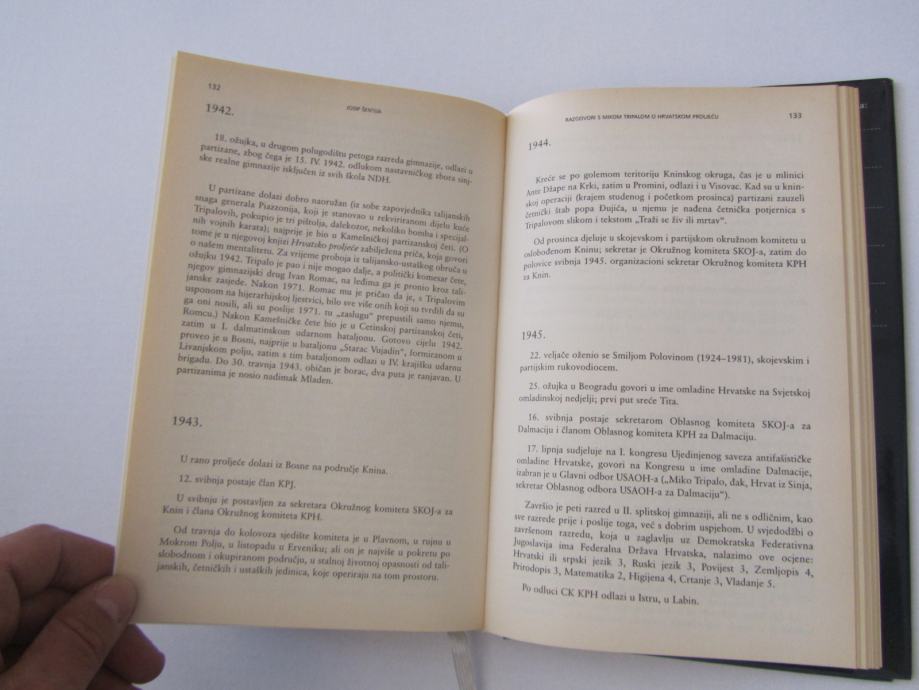 132
JOSIP ŠENTIJA
1942.
18. ožujka, u drugom polugodištu petoga razreda gimnazije, odlazi u
partizane, zbog čega je 15. IV. 1942. odlukom nastavničkog zbora sinj-
ske realne gimnazije isključen iz svih škola NDH.
U partizane dolazi dobro naoružan (iz sobe zapovjednika talijanskih
snaga generala Piazzonija, koji je stanovao u rekviriranom dijelu kuće
Tripalovih, pokupio je tri pištolja, dalekozor, nekoliko bomba i specijal-
nih vojnih karata); najprije je bio u Kamešničkoj partizanskoj četi. (O
tome je u njegovoj knjizi Hrvatsko proljeće zabilježena priča, koja govori
o našem mentalitetu. Za vrijeme proboja iz talijansko-ustaškog obruča u
ožujku 1942. Tripalo je pao i nije mogao dalje, a politički komesar čete,
njegov gimnazijski drug Ivan Romac, na leđima ga je pronio kroz tali-
janske zasjede. Nakon 1971. Romac mu je pričao da je, s Tripalovim
usponom na hijerarhijskoj ljestvici, bilo sve više onih koji su tvrdili da su
ga oni nosili, ali su poslije 1971. tu „zaslugu“ prepustili samo njemu,
Romcu.) Nakon Kamešničke čete bio je u Cetinskoj partizanskoj četi,
zatim u I. dalmatinskom udarnom bataljonu. Gotovo cijelu 1942.
proveo je u Bosni, najprije u bataljonu „Starac Vujadin“, formiranom u
Livanjskom polju, zatim s tim bataljonom odlazi u IV. krajišku udarnu
brigadu. Do 30. travnja 1943. običan je borac, dva puta je ranjavan. U
partizanima je nosio nadimak Mladen.
1943.
U rano proljeće dolazi iz Bosne na područje Knina.
12. svibnja postaje član KPJ.
U svibnju je postavljen za sekretara Okružnog komiteta SKOJ-a za
Knin i člana Okružnog komiteta KPH.
Od travnja do kolovoza sjedište komiteta je u Plavnom, u rujnu u
Mokrom Polju, u listopadu u Erveniku; ali on je najviše u pokretu po
slobodnom i okupiranom području, u stalnoj životnoj opasnosti od tali-
janskih, četničkih i ustaških jedinica, koje operiraju na tom prostoru.
RAZGOVORI S MIKOM TRIPALOM O HRVATSKOM PROLJEĆU
133
1944.
Kreće se po golemom teritoriju Kninskog okruga, čas je u mlinici
Ante Džape na Krki, zatim u Promini, odlazi i u Visovac. Kad su u knin-
skoj operaciji (krajem studenog i početkom prosinca) partizani zauzeli
četnički štab popa Đujića, u njemu je nađena četnička potjernica s
Tripalovom slikom i tekstom „Traži se živ ili mrtav“.
Od prosinca djeluje u skojevskom i partijskom okružnom komitetu u
oslobođenom Kninu; sekretar je Okružnog komiteta SKOJ-a, zatim do
polovice svibnja 1945. organizacioni sekretar Okružnog komiteta KPH
za Knin.
1945.
22. veljače oženio se Smiljom Polovinom (1924–1981), skojevskim i
partijskim rukovodiocem.
25. ožujka u Beogradu govori u ime omladine Hrvatske na Svjetskoj
omladinskoj nedjelji; prvi put sreće Tita.
16. svibnja postaje sekretarom Oblasnog komiteta SKOJ-a za
Dalmaciju i članom Oblasnog komiteta KPH za Dalmaciju.
17. lipnja sudjeluje na I. kongresu Ujedinjenog saveza antifašističke
omladine Hrvatske, govori na Kongresu u ime omladine Dalmacije,
izabran je u Glavni odbor USAOH-a („Miko Tripalo, đak, Hrvat iz Sinja,
sekretar Oblasnog odbora USAOH-a za Dalmaciju“).
Završio je peti razred u II. splitskoj gimnaziji, ali ne s odličnim, kao
sve razrede prije i poslije toga, već s dobrim uspjehom. U svjedodžbi o
završenom razredu, koja u zaglavlju uz Demokratska Federativna
Jugoslavija ima Federalna Država Hrvatska, nalazimo ove ocjene:
Hrvatski ili srpski jezik 3, Ruski jezik 3, Povijest 3, Zemljopis 4,
Prirodopis 3, Matematika 2, Higijena 4, Crtanje 3, Vladanje 5.
Po odluci CK KPH odlazi u Istru, u Labin.